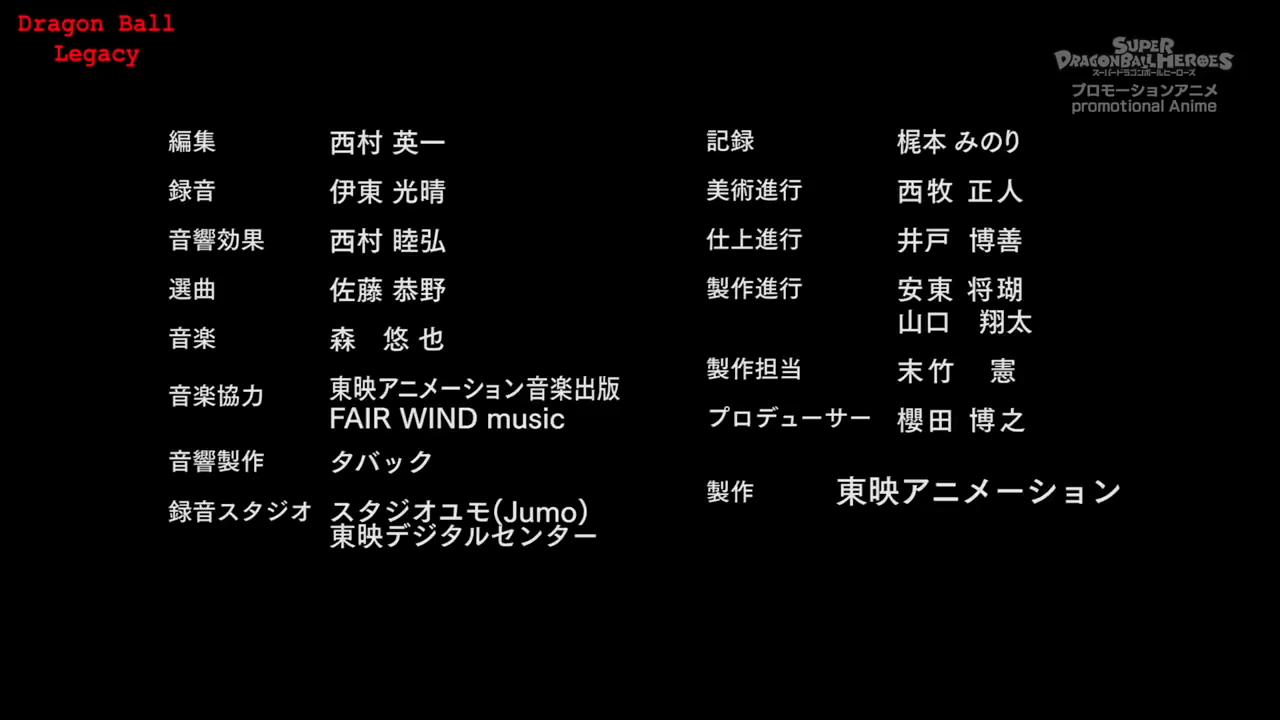 Dragon Ball
Legacy
SUPER
DRAGONBALL HEROES
スーパードラゴンボールヒーローズ
プロモーションアニメ
promotional Anime
編集 西村 英一
録音 伊東 光晴
音響効果 西村 睦弘
選曲 佐藤 恭野
音楽 森 悠也
音楽協力 東映アニメーション音楽出版
FAIR WIND music
音響製作 タバック
録音スタジオ スタジオユモ(Jumo)
東映デジタルセンター
記録 梶本 みのり
美術進行 西牧 正人
仕上進行 井戸 博善
製作進行 安東 将瑚
山口 翔太
製作担当 末竹 憲
プロデューサー 櫻田 博之
製作 東映アニメーション